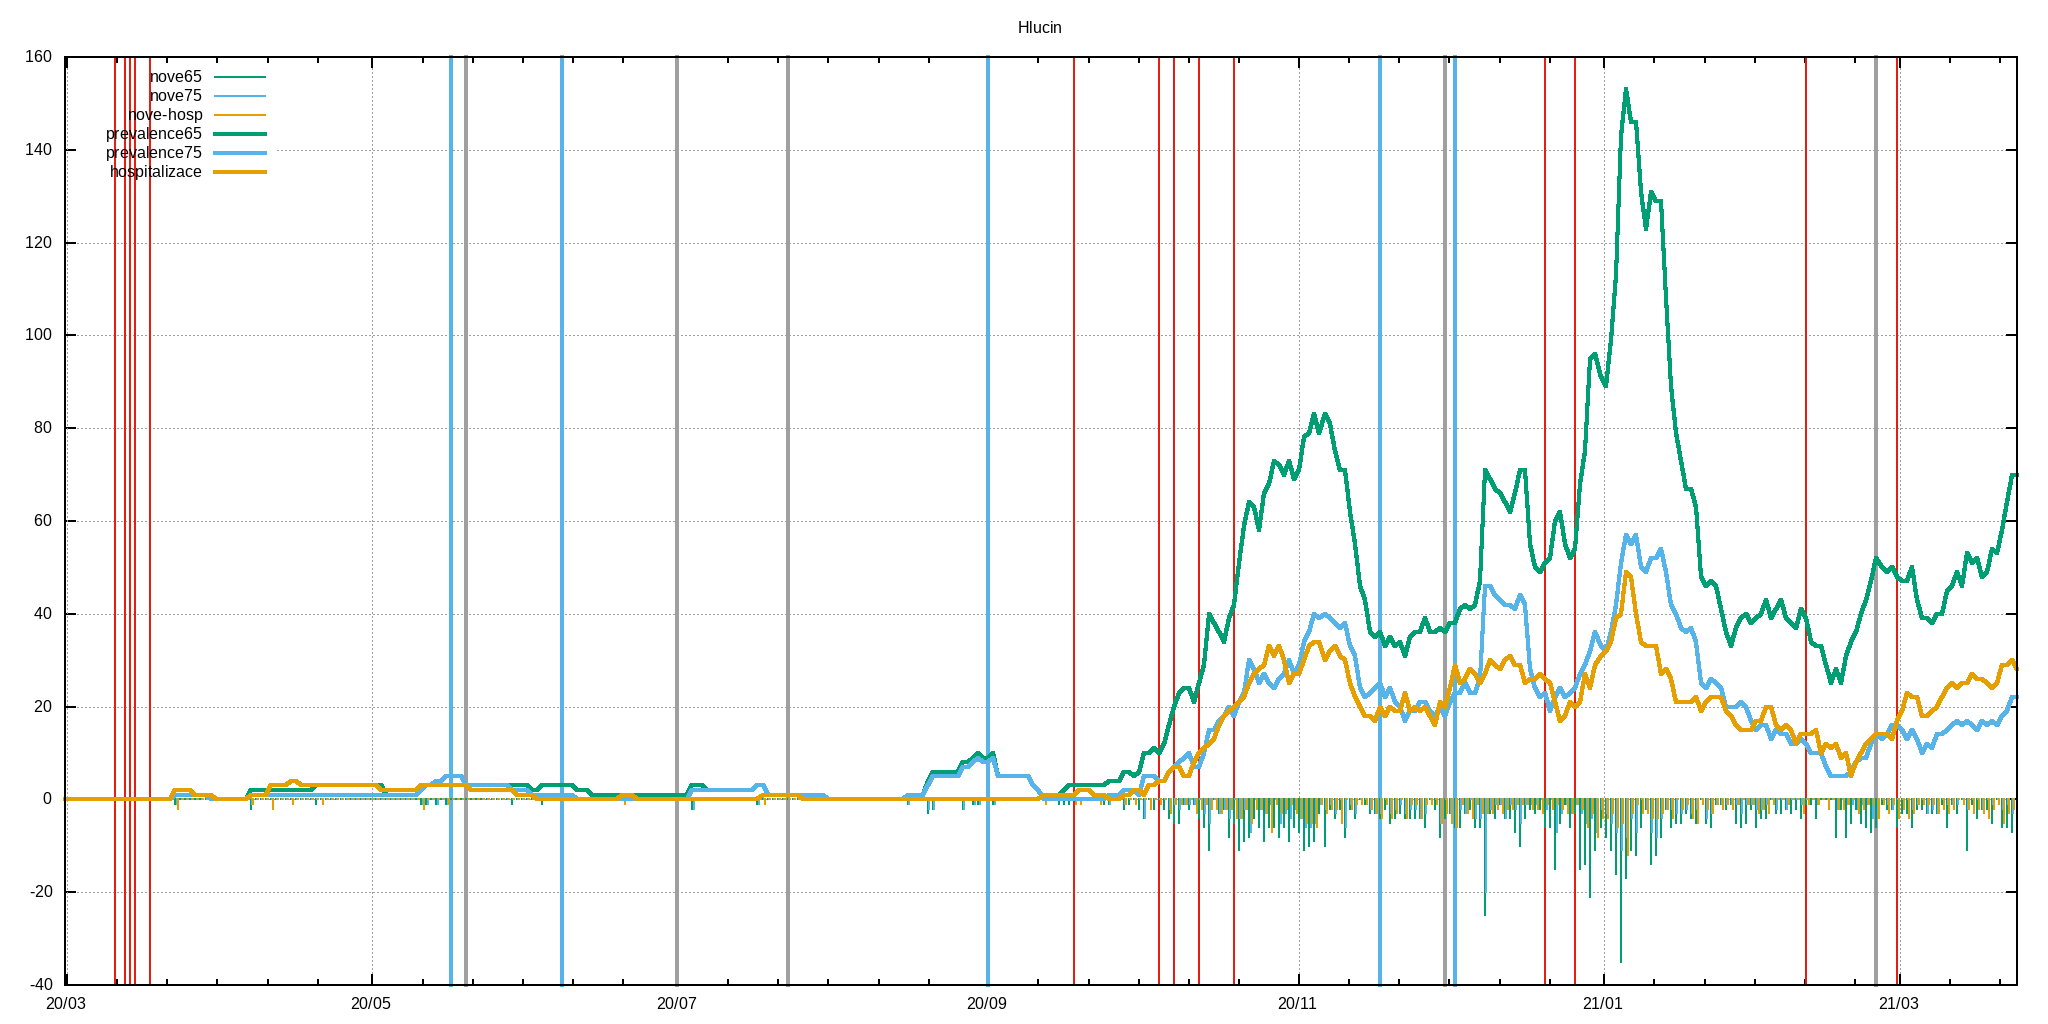 Hlucin
160
140
120
100
80
60
40
20
0
-20
-40
nove65
nove75
nove-hosp
prevalence65
prevalence75
hospitalizace
20/03 20/05 20/07 20/09 20/11 21/01 21/03